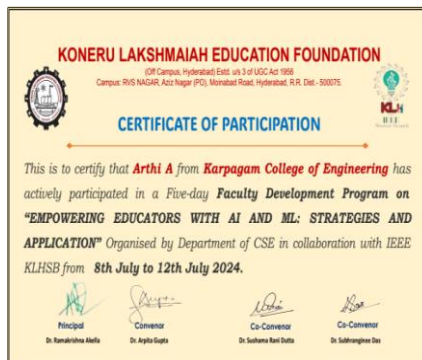 KONERU LAKSHMAIAH EDUCATION FOUNDATION
(Off Campus, Hyderabad) Estd. u/s 3 of UGC Act 1956
Campus: RVS NAGAR, Aziz Nagar (PO), Moinabad Road, Hyderabad, R.R. Dist.- 500075.
KLH
IEEE
CERTIFICATE OF PARTICIPATION
This is to certify that Arthi A from Karpagam College of Engineering has
actively participated in a Five-day Faculty Development Program on
“EMPOWERING EDUCATORS WITH AI AND ML: STRATEGIES AND
APPLICATION” Organised by Department of CSE in collaboration with IEEE
KLHSB from 8th July to 12th July 2024.
Principal Convenor Co-Convenor Co-Convenor
Dr. Ramakrishna Akella Dr. Arpita Gupta Dr. Sushama Rani Dutta Dr. Subhranginee Das